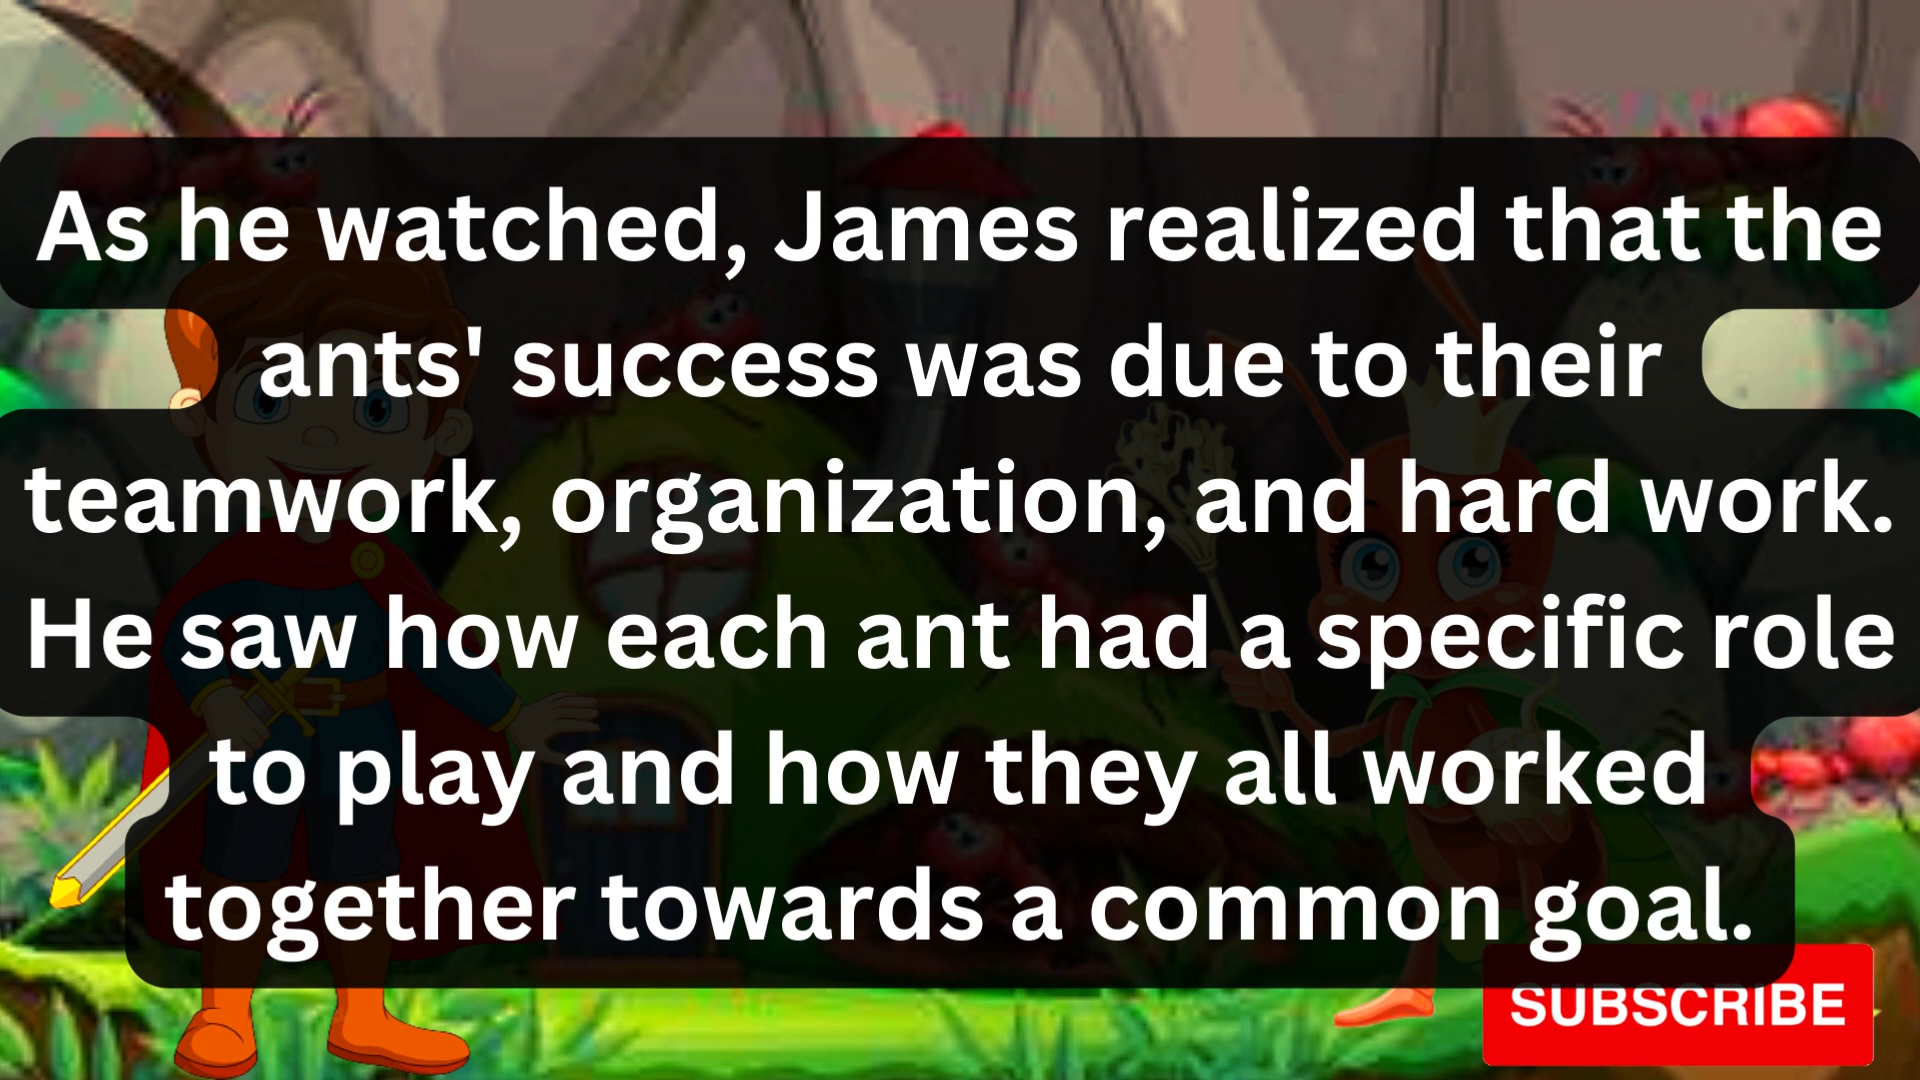 As he watched, James realized that the
ants' success was due to their
teamwork, organization, and hard work.
He saw how each ant had a specific role
to play and how they all worked
together towards a common goal.
SUBSCRIBE